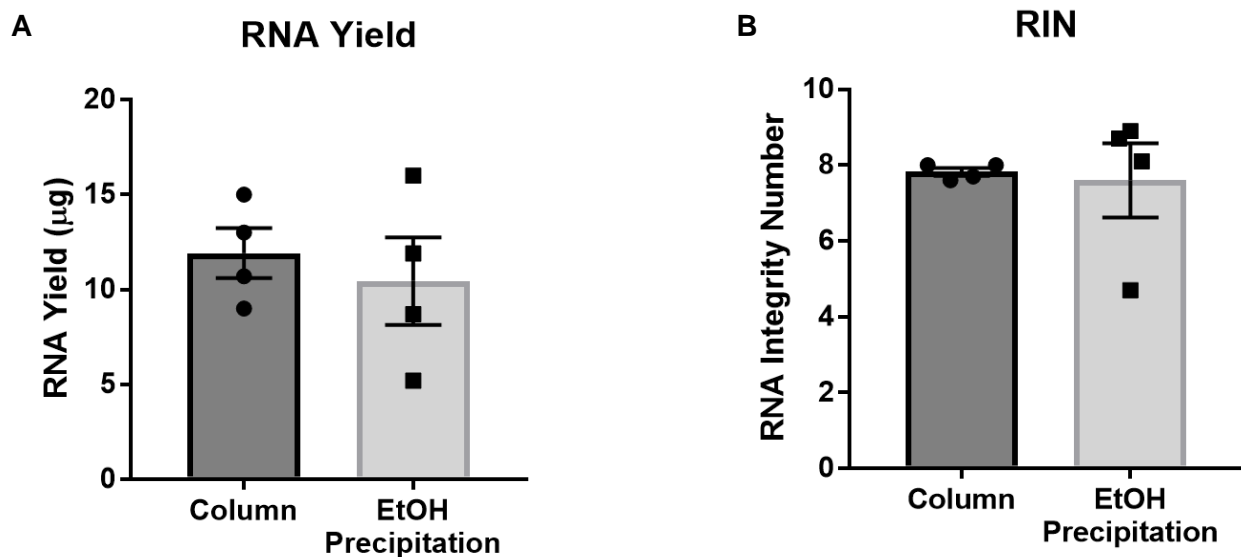 A
RNA Yield
RNA Yield (μg)
20
15
10
5
0
Column
EtOH
Precipitation
B
RIN
RNA Integrity Number
10
8
6
4
2
0
Column
EtOH
Precipitation